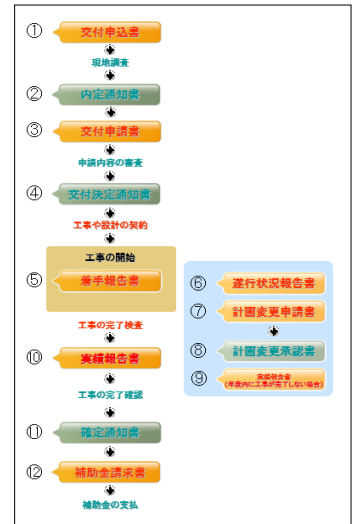 ① 交付申込書
現地調査
② 内定通知書
③ 交付申請書
申請内容の審査
④ 交付決定通知書
工事や設計の契約
工事の開始
⑤ 着手報告書
工事の完了検査
⑩ 実績報告書
工事の完了確認
⑪ 確定通知書
⑫ 補助金請求書
補助金の支払
⑥ 遂行状況報告書
⑦ 計画変更申請書
⑧ 計画変更承認書
⑨ 実績報告書
(年度内に工事が完了しない場合)